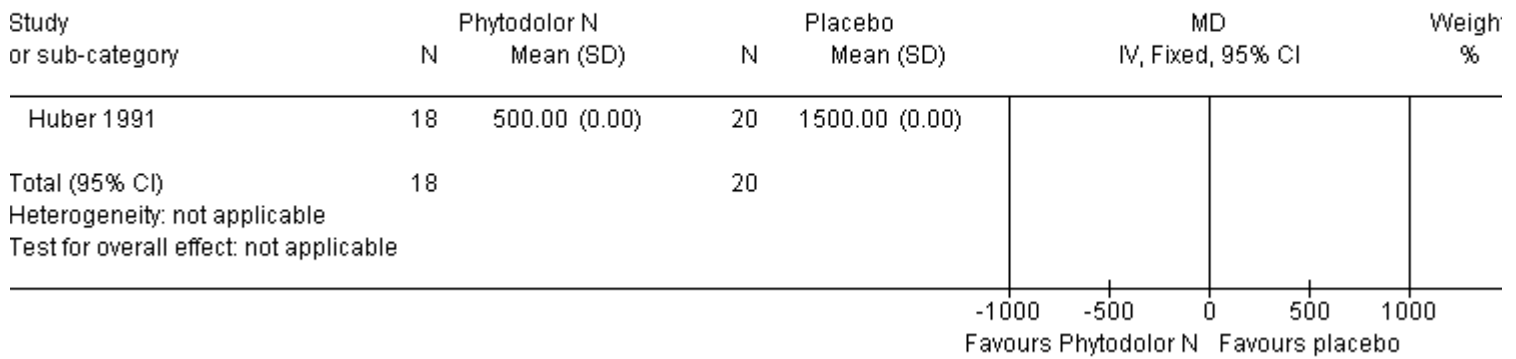 Study Phytodolor N Placebo MD Weigh
or sub-category N Mean (SD) N Mean (SD) IV, Fixed, 95% CI %
Huber 1991 18 500.00 (0.00) 20 1500.00 (0.00)
Total (95% CI) 18 20
Heterogeneity: not applicable
Test for overall effect: not applicable
-1000 -500 0 500 1000
Favours Phytodolor N Favours placebo